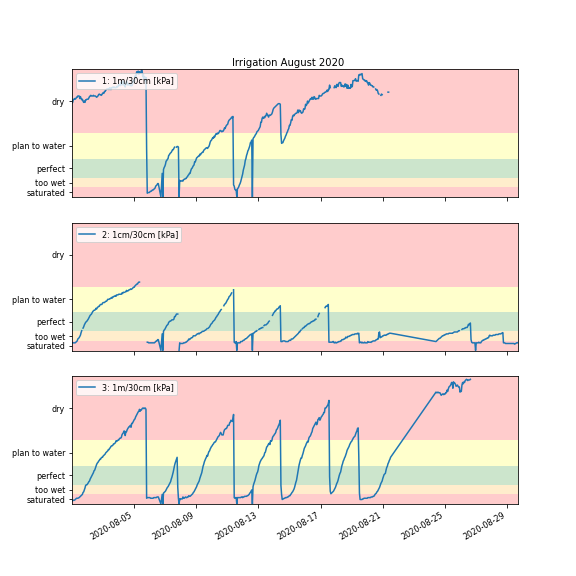 Irrigation August 2020
1: 1m/30cm [kPa]
dry
plan to water
perfect
too wet
saturated
2: 1cm/30cm [kPa]
dry
plan to water
perfect
too wet
saturated
3: 1m/30cm [kPa]
dry
plan to water
perfect
too wet
saturated
2020-08-05
2020-08-09
2020-08-13
2020-08-17
2020-08-21
2020-08-25
2020-08-29